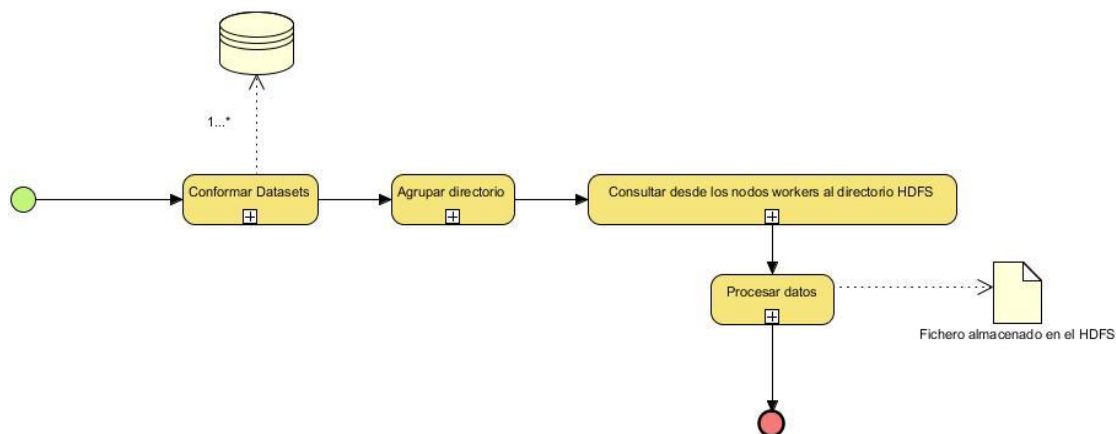 1...*
Conformar Datasets
Agrupar directorio
Consultar desde los nodos workers al directorio HDFS
Procesar datos
Fichero almacenado en el HDFS